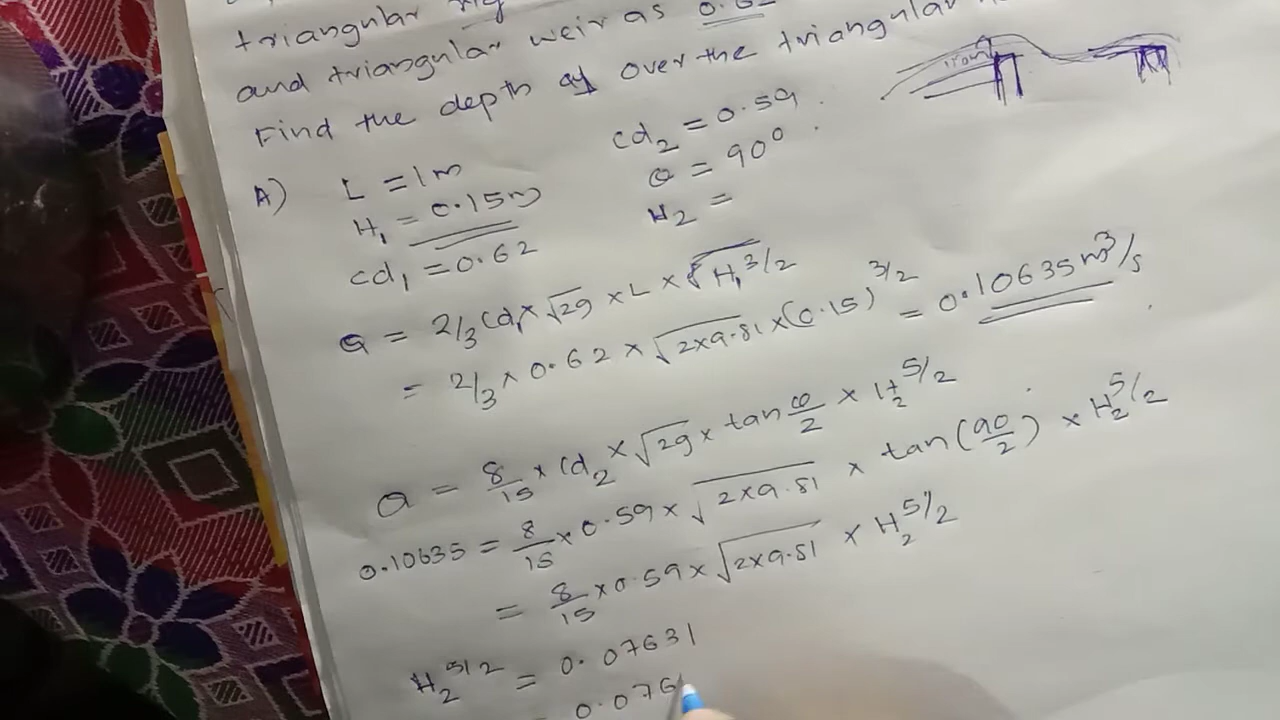 triangular
and triangular weir as 0.62
Find the depth of over the triangular
A) L = 1m
H₁ = 0.15m
cd₁ = 0.62
cd₂ = 0.59.
θ = 90°.
H₂ =
Q = 2/3 Cd₁ × √2g × L × H₁^3/2
= 2/3 × 0.62 × √2×9.81 × (0.15)^3/2 = 0.10635 m³/s
Q = 8/15 × Cd₂ × √2g × tan θ/2 × H₂^5/2
0.10635 = 8/15 × 0.59 × √2×9.81 × tan(90/2) × H₂^5/2
= 8/15 × 0.59 × √2×9.81 × H₂^5/2
H₂^5/2 = 0.07631
0.076